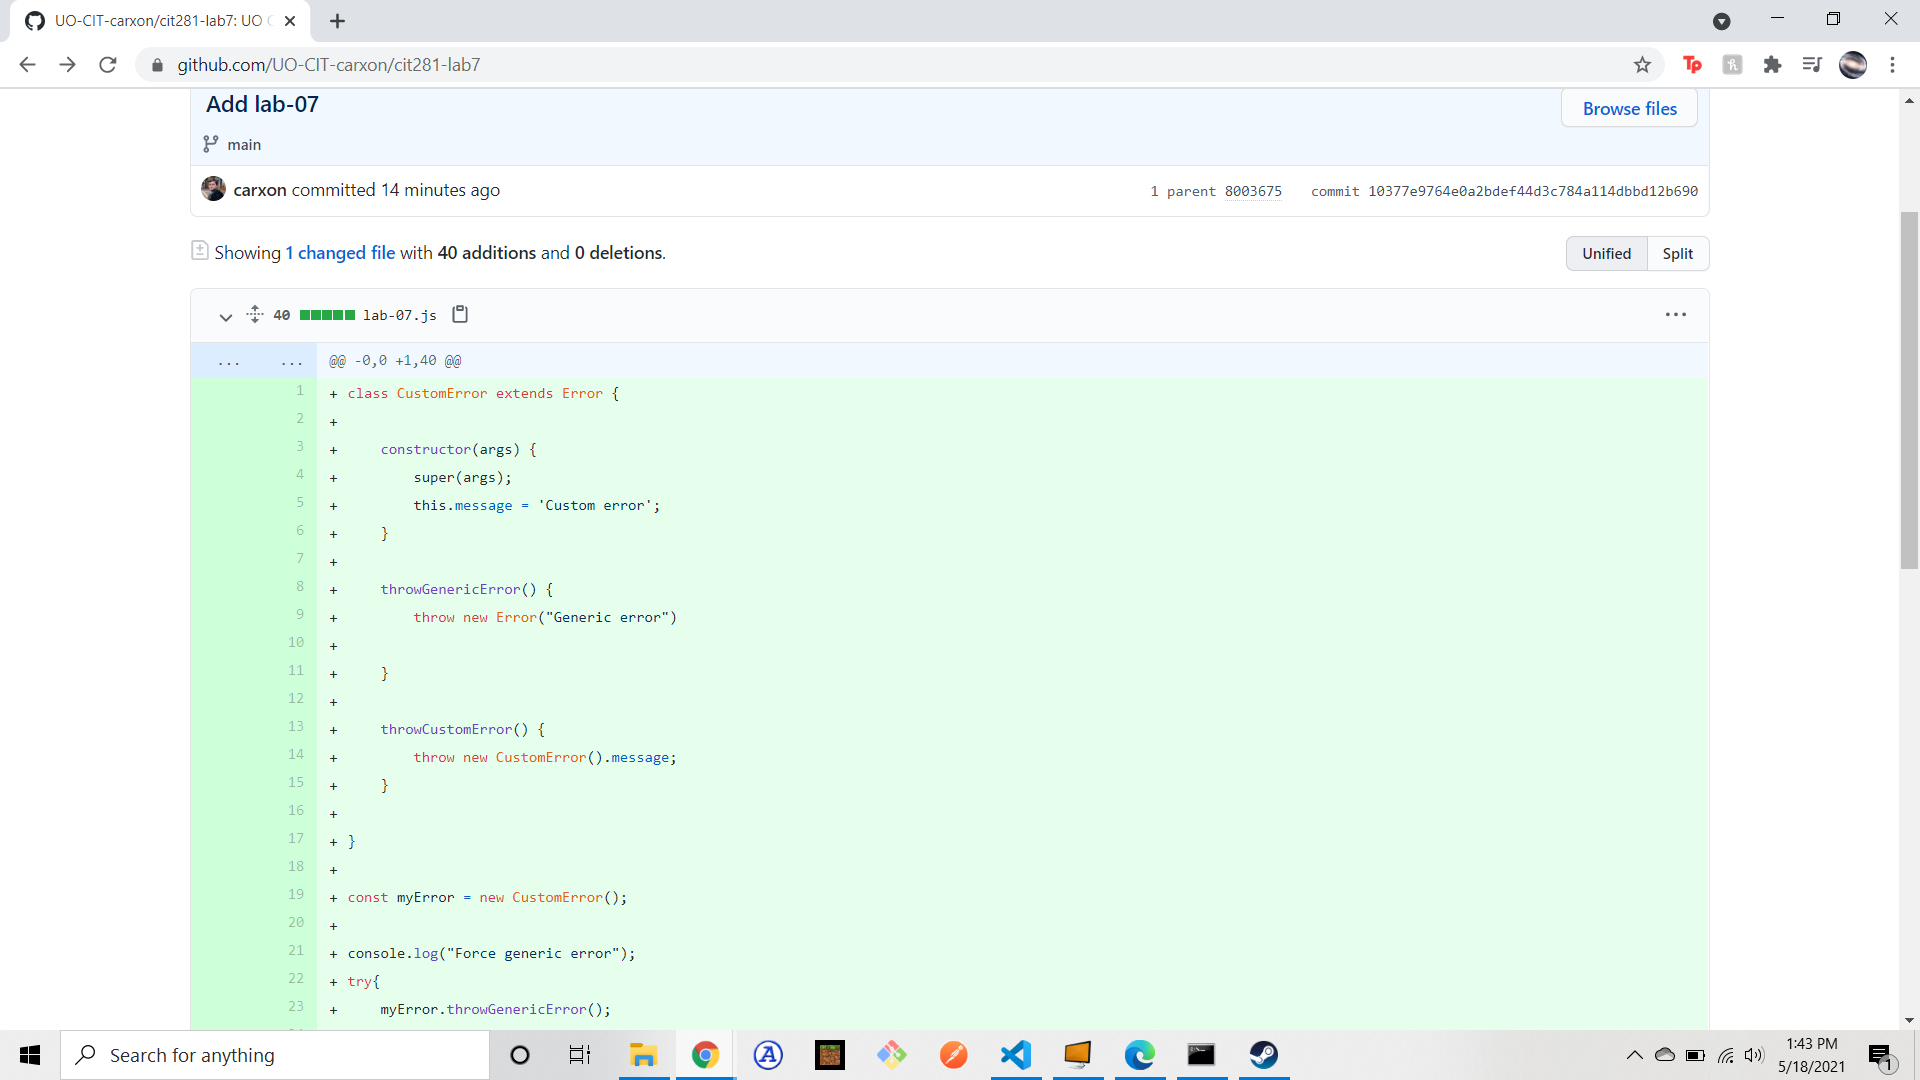 UO-CIT-carxon/cit281-lab7: UO C
github.com/UO-CIT-carxon/cit281-lab7
Tp
h
Add lab-07
Browse files
main
carxon committed 14 minutes ago
1 parent 8003675 commit 10377e9764e0a2bdef44d3c784a114dbbd12b690
Showing 1 changed file with 40 additions and 0 deletions.
Unified Split
40 lab-07.js
... ... @@ -0,0 +1,40 @@
1 + class CustomError extends Error {
2 +
3 +     constructor(args) {
4 +         super(args);
5 +         this.message = 'Custom error';
6 +     }
7 +
8 +     throwGenericError() {
9 +         throw new Error("Generic error")
10 +
11 +     }
12 +
13 +     throwCustomError() {
14 +         throw new CustomError().message;
15 +     }
16 +
17 + }
18 +
19 + const myError = new CustomError();
20 +
21 + console.log("Force generic error");
22 + try{
23 +     myError.throwGenericError();
Search for anything
A
1:43 PM
5/18/2021
1